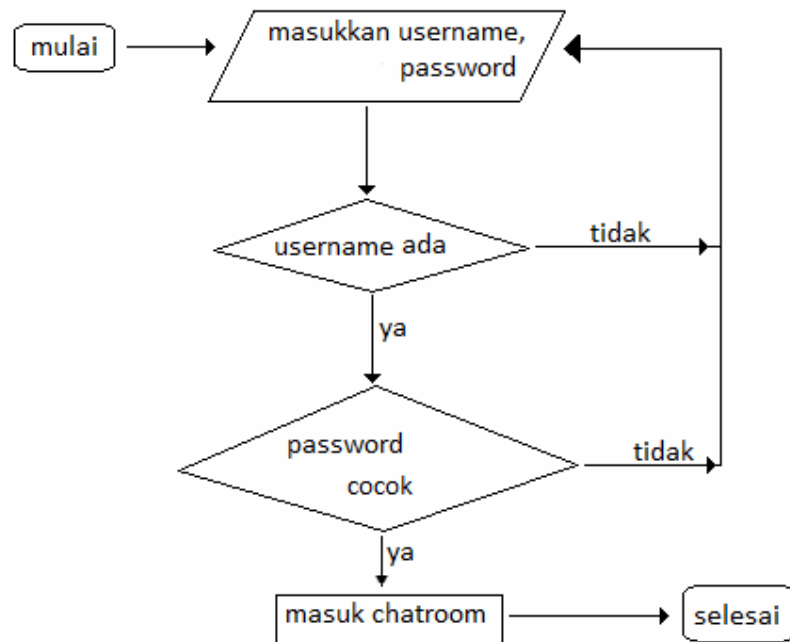 mulai
masukkan username,
password
username ada
tidak
ya
password
cocok
tidak
ya
masuk chatroom
selesai